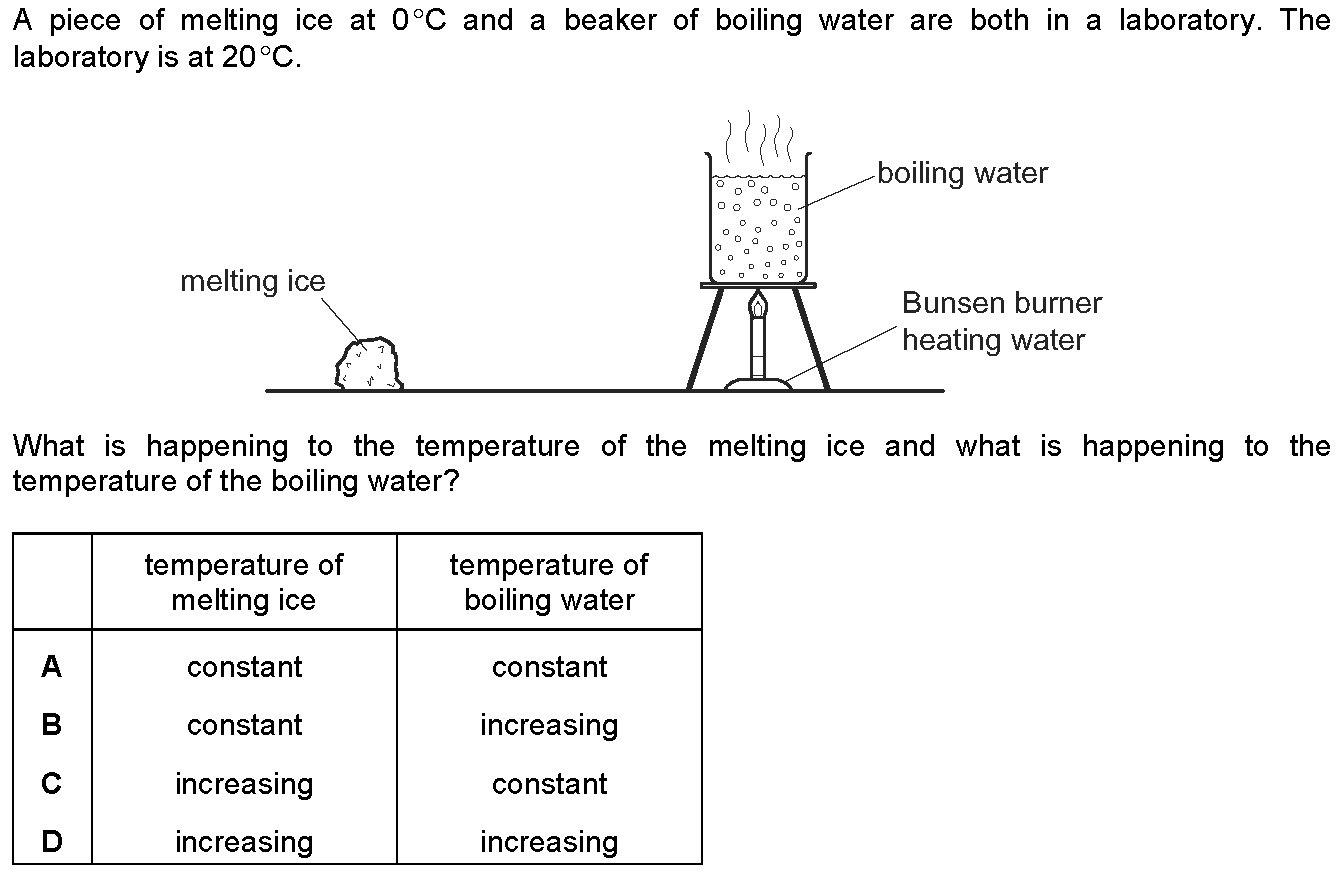 A piece of melting ice at 0°C and a beaker of boiling water are both in a laboratory. The
laboratory is at 20°C.
boiling water
melting ice
Bunsen burner
heating water
What is happening to the temperature of the melting ice and what is happening to the
temperature of the boiling water?
temperature of melting ice temperature of boiling water
A constant constant
B constant increasing
C increasing constant
D increasing increasing